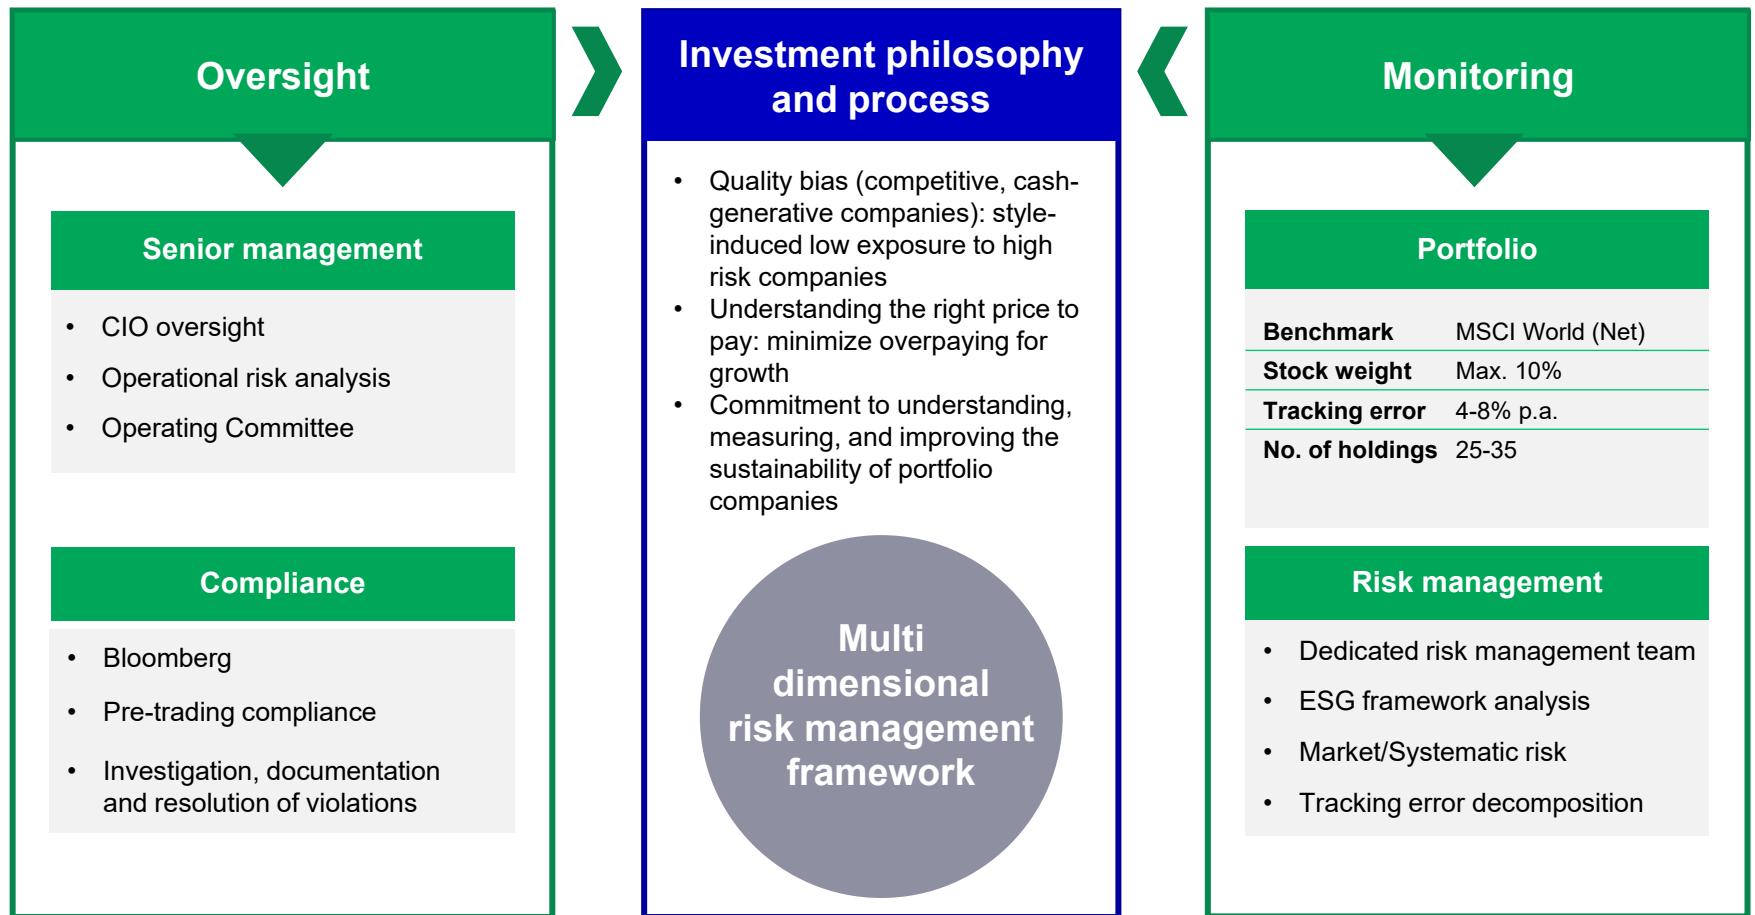 Oversight
Senior management
• CIO oversight
• Operational risk analysis
• Operating Committee
Compliance
• Bloomberg
• Pre-trading compliance
• Investigation, documentation
and resolution of violations
Investment philosophy
and process
• Quality bias (competitive, cash-
generative companies): style-
induced low exposure to high
risk companies
• Understanding the right price to
pay: minimize overpaying for
growth
• Commitment to understanding,
measuring, and improving the
sustainability of portfolio
companies
Multi
dimensional
risk management
framework
Monitoring
Portfolio
Benchmark MSCI World (Net)
Stock weight Max. 10%
Tracking error 4-8% p.a.
No. of holdings 25-35
Risk management
• Dedicated risk management team
• ESG framework analysis
• Market/Systematic risk
• Tracking error decomposition